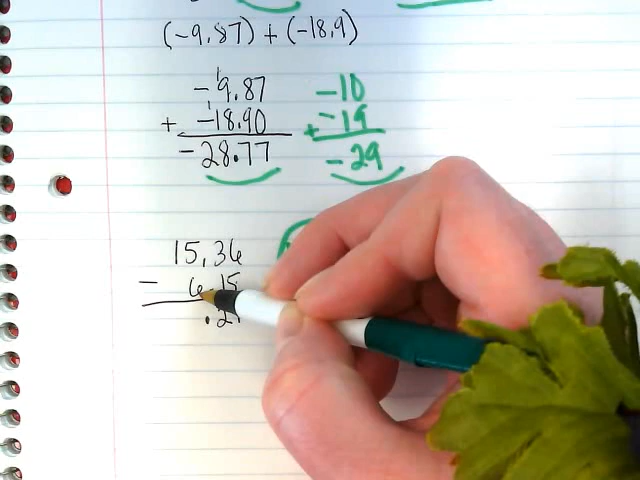 (-9.87) + (-18.9)
-9.87 -10
+ -18.90 + -19
-28.77 -29
15.36
- 6.15
.21